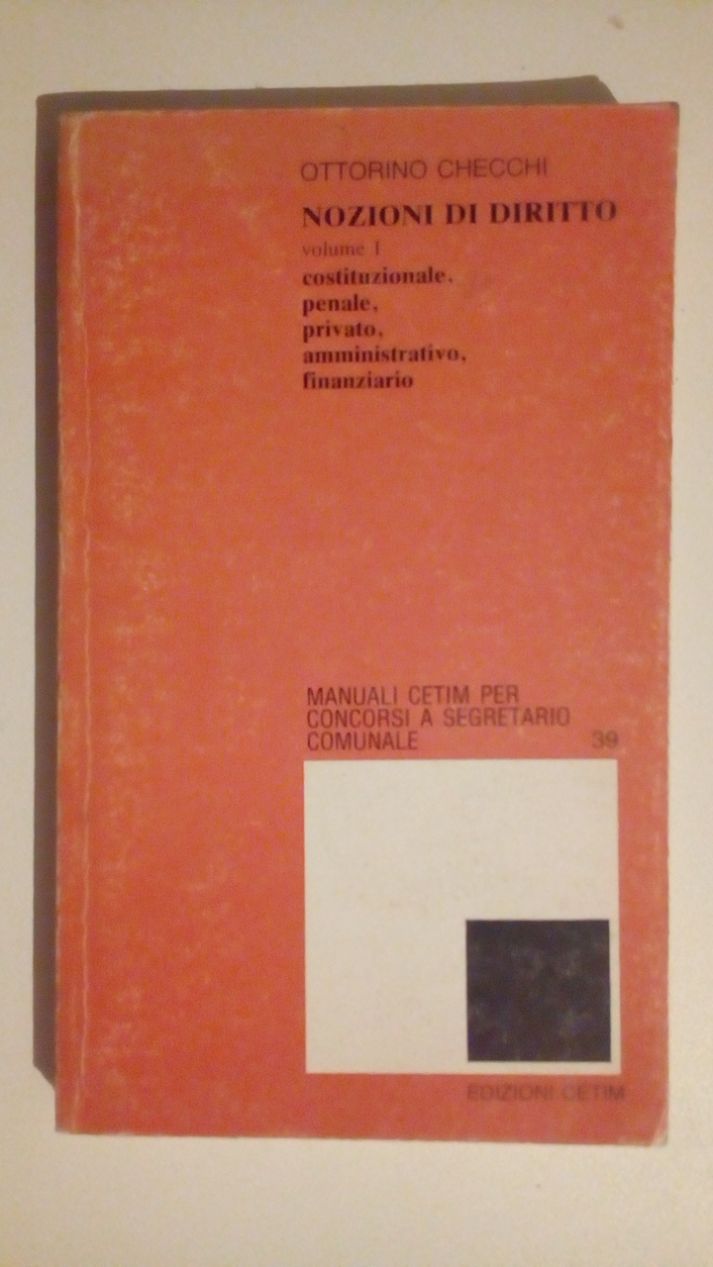 OTTORINO CHECCHI
NOZIONI DI DIRITTO
volume I
costituzionale,
penale,
privato,
amministrativo,
finanziario
MANUALI CETIM PER
CONCORSI A SEGRETARIO
COMUNALE 39
EDIZIONI CETIM